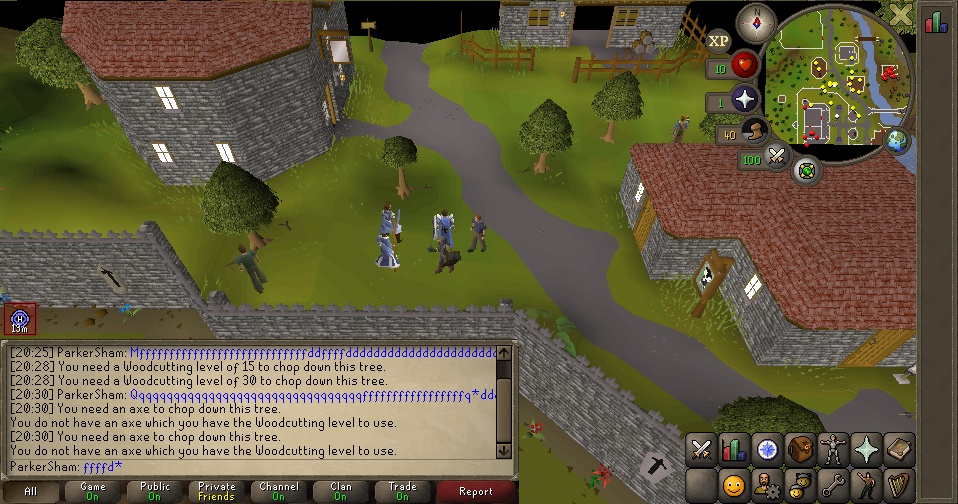 XP
10
1
40
100
13m
[20:25] ParkerSham:
[20:28] You need a Woodcutting level of 15 to chop down this tree.
[20:28] You need a Woodcutting level of 30 to chop down this tree.
[20:30] ParkerSham:
[20:30] You need an axe to chop down this tree.
You do not have an axe which you have the Woodcutting level to use.
[20:30] You need an axe to chop down this tree.
You do not have an axe which you have the Woodcutting level to use.
ParkerSham: ffffd*
All
Game
On
Public
On
Private
Friends
Channel
On
Clan
On
Trade
On
Report